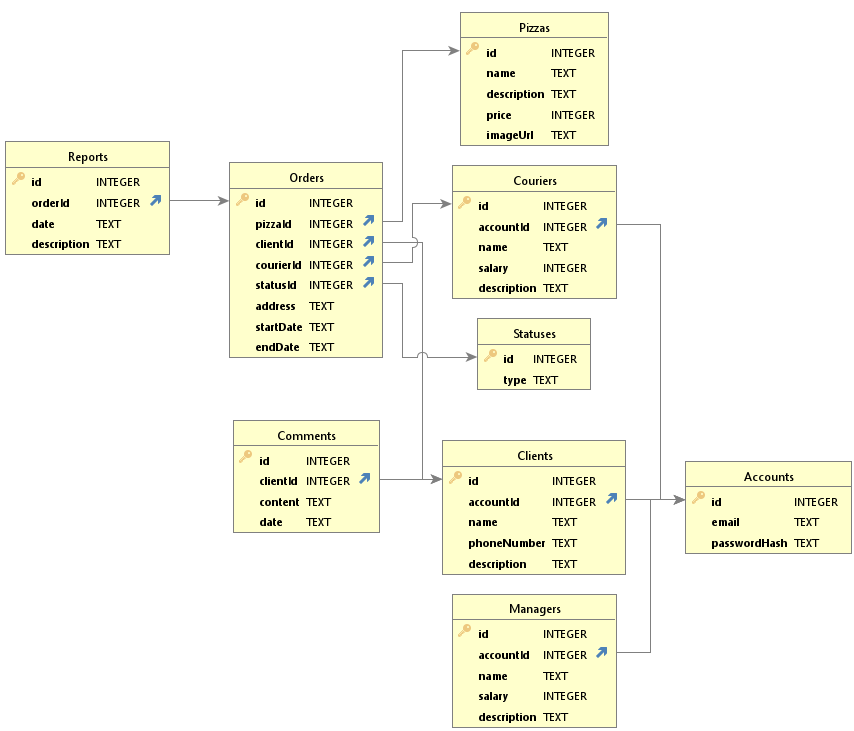 Pizzas
id INTEGER
name TEXT
description TEXT
price INTEGER
imageUrl TEXT
Reports
id INTEGER
orderId INTEGER
date TEXT
description TEXT
Orders
id INTEGER
pizzaId INTEGER
clientId INTEGER
courierId INTEGER
statusId INTEGER
address TEXT
startDate TEXT
endDate TEXT
Couriers
id INTEGER
accountId INTEGER
name TEXT
salary INTEGER
description TEXT
Statuses
id INTEGER
type TEXT
Comments
id INTEGER
clientId INTEGER
content TEXT
date TEXT
Clients
id INTEGER
accountId INTEGER
name TEXT
phoneNumber TEXT
description TEXT
Accounts
id INTEGER
email TEXT
passwordHash TEXT
Managers
id INTEGER
accountId INTEGER
name TEXT
salary INTEGER
description TEXT